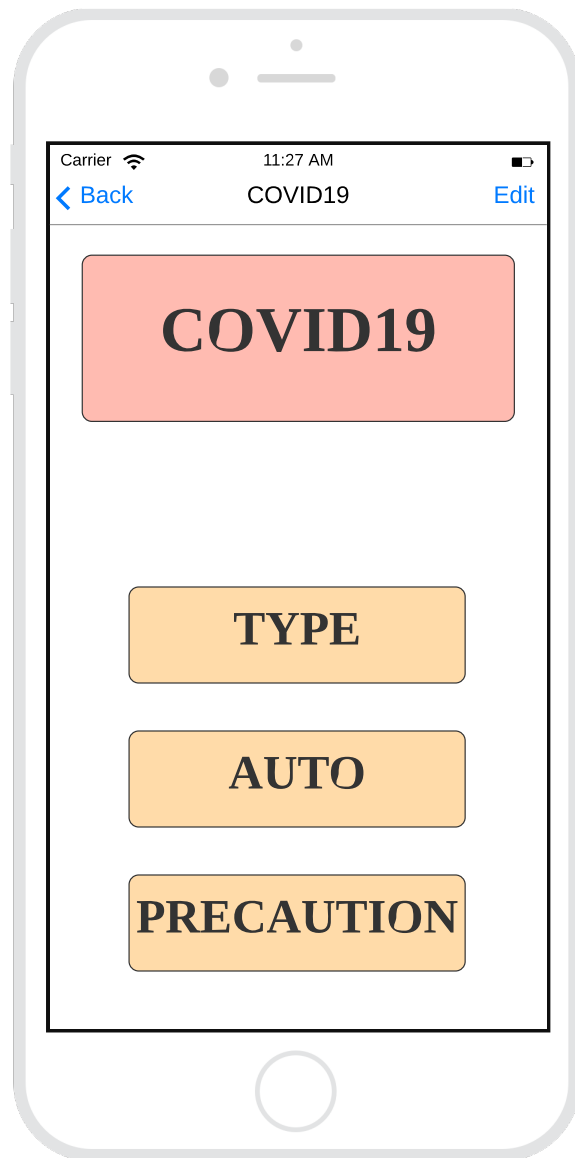 Carrier 11:27 AM
Back COVID19 Edit
COVID19
TYPE
AUTO
PRECAUTION